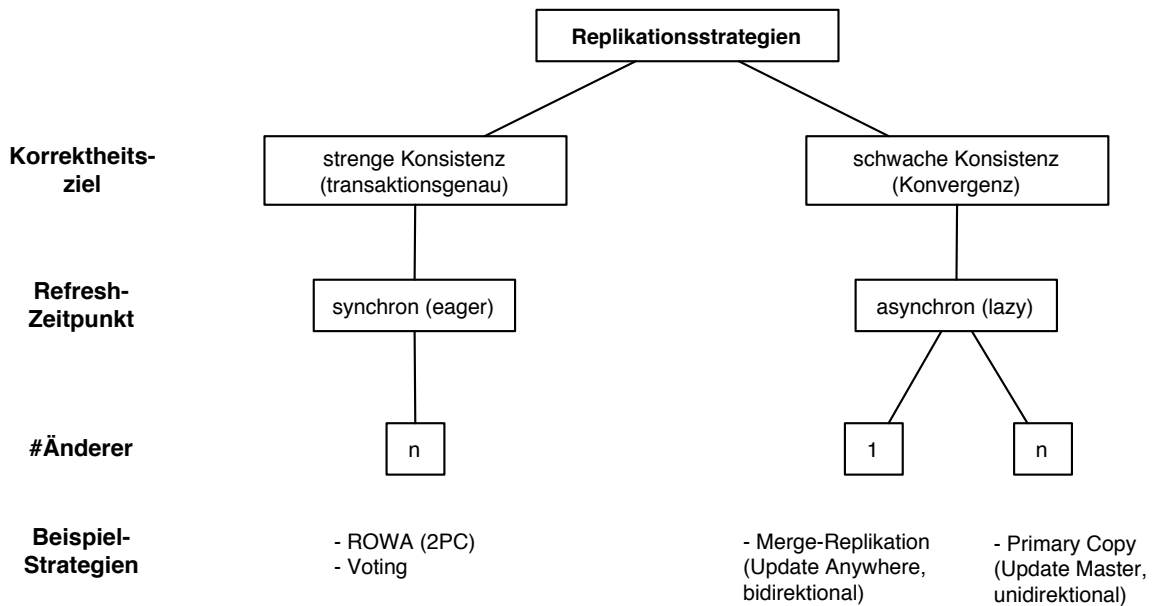 Replikationsstrategien
Korrektheits-
ziel
strenge Konsistenz
(transaktionsgenau)
schwache Konsistenz
(Konvergenz)
Refresh-
Zeitpunkt
synchron (eager)
asynchron (lazy)
#Änderer
n
1
n
Beispiel-
Strategien
- ROWA (2PC)
- Voting
- Merge-Replikation
(Update Anywhere,
bidirektional)
- Primary Copy
(Update Master,
unidirektional)